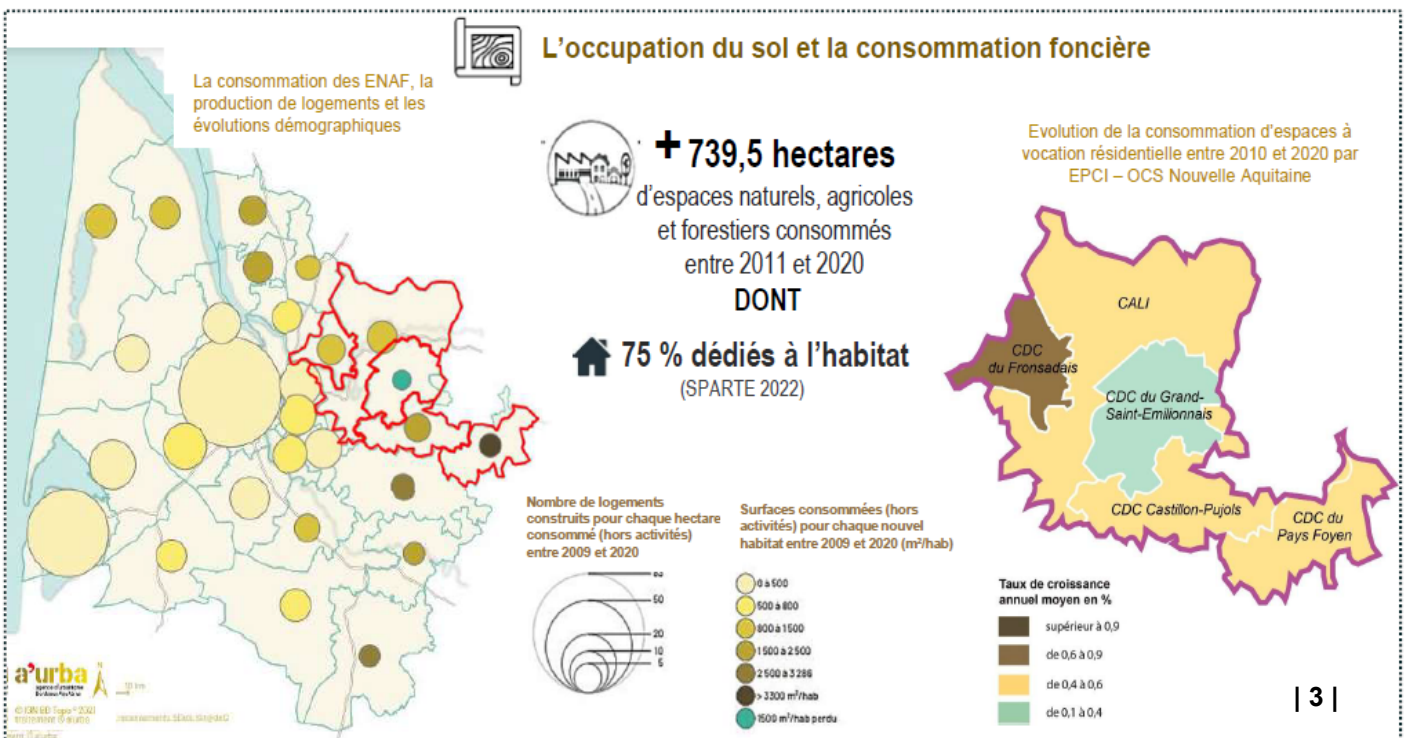 L'occupation du sol et la consommation foncière
La consommation des ENAF, la
production de logements et les
évolutions démographiques
+ 739,5 hectares
d'espaces naturels, agricoles
et forestiers consommés
entre 2011 et 2020
DONT
75 % dédiés à l'habitat
(SPARTE 2022)
Evolution de la consommation d'espaces à
vocation résidentielle entre 2010 et 2020 par
EPCI – OCS Nouvelle Aquitaine
CALI
CDC
du Fronsadais
CDC du Grand-
Saint-Emilionnais
CDC Castillon-Pujols
CDC du
Pays Foyen
Nombre de logements
construits pour chaque hectare
consommé (hors activités)
entre 2009 et 2020
50
20
10
5
Surfaces consommées (hors
activités) pour chaque nouvel
habitat entre 2009 et 2020 (m²/hab)
0 à 500
500 à 800
800 à 1500
1 500 à 2 500
2 500 à 3 286
> 3300 m²/hab
1500 m²/hab perdu
Taux de croissance
annuel moyen en %
supérieur à 0,9
de 0,6 à 0,9
de 0,4 à 0,6
de 0,1 à 0,4
a'urba
N
10 km
| 3 |